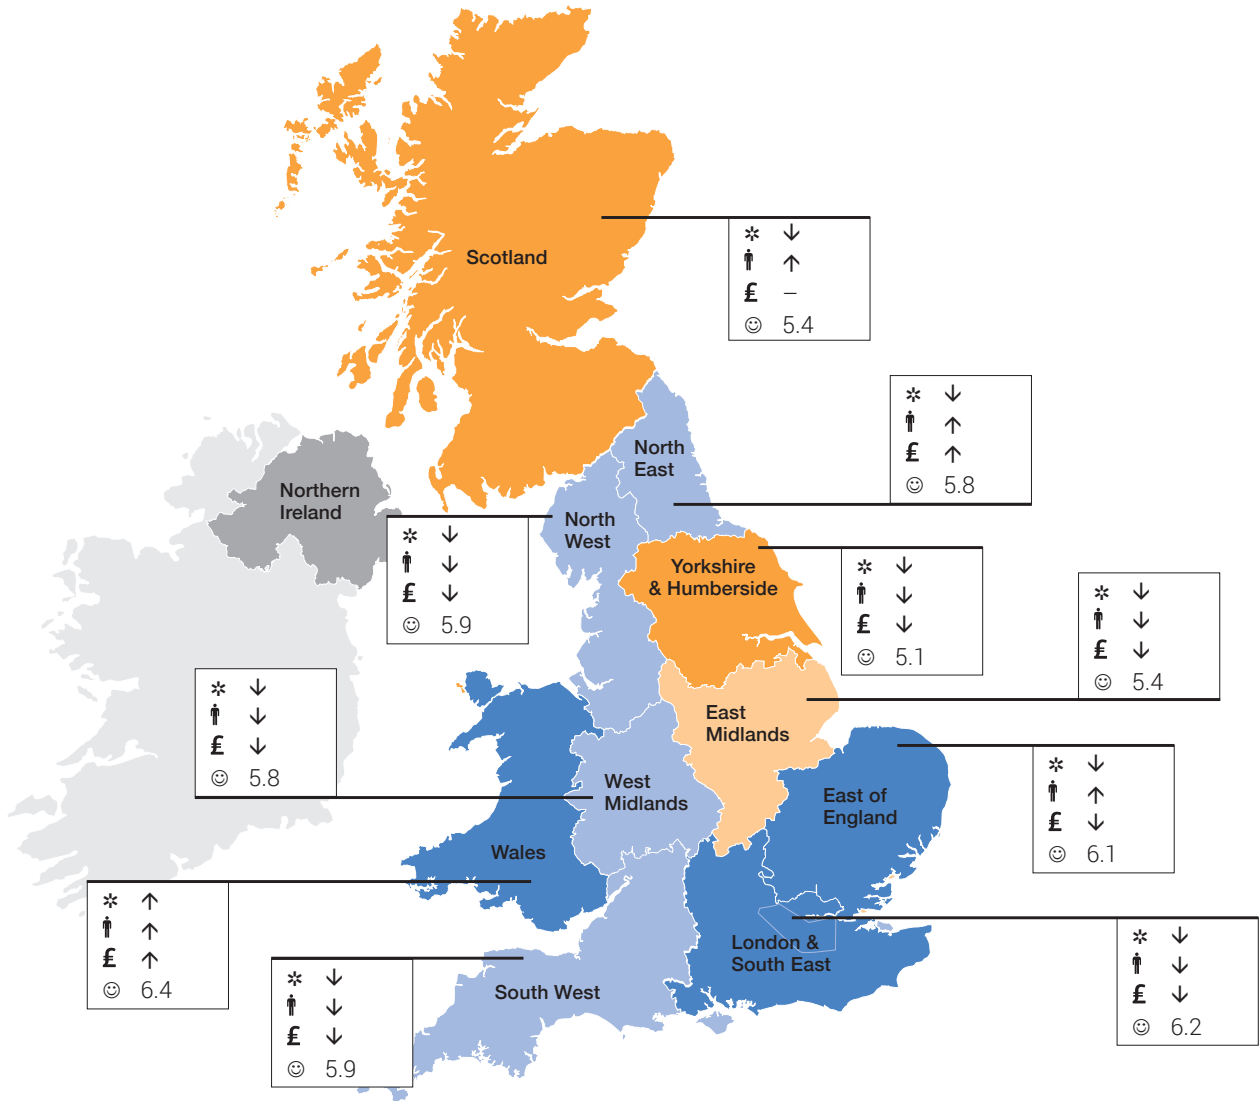 Scotland
✲ ↓
↑
£ –
☺ 5.4
✲ ↓
↑
£ ↑
☺ 5.8
North
East
Northern
Ireland
North
West
✲ ↓
↓
£ ↓
☺ 5.9
Yorkshire
& Humberside
✲ ↓
↓
£ ↓
☺ 5.1
✲ ↓
↓
£ ↓
☺ 5.4
✲ ↓
↓
£ ↓
☺ 5.8
East
Midlands
West
Midlands
East of
England
✲ ↓
↑
£ ↓
☺ 6.1
Wales
✲ ↑
↑
£ ↑
☺ 6.4
London &
South East
✲ ↓
↓
£ ↓
☺ 6.2
South West
✲ ↓
↓
£ ↓
☺ 5.9